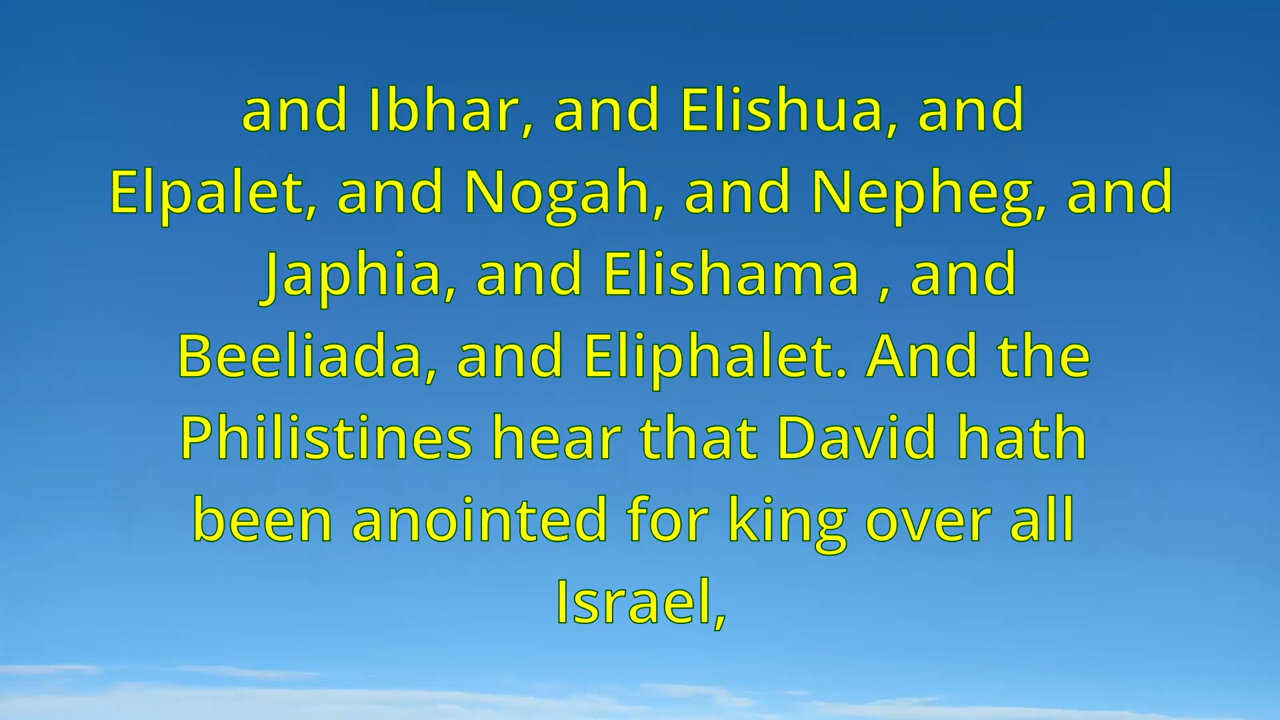 and Ibhar, and Elishua, and
Elpalet, and Nogah, and Nepheg, and
Japhia, and Elishama , and
Beeliada, and Eliphalet. And the
Philistines hear that David hath
been anointed for king over all
Israel,